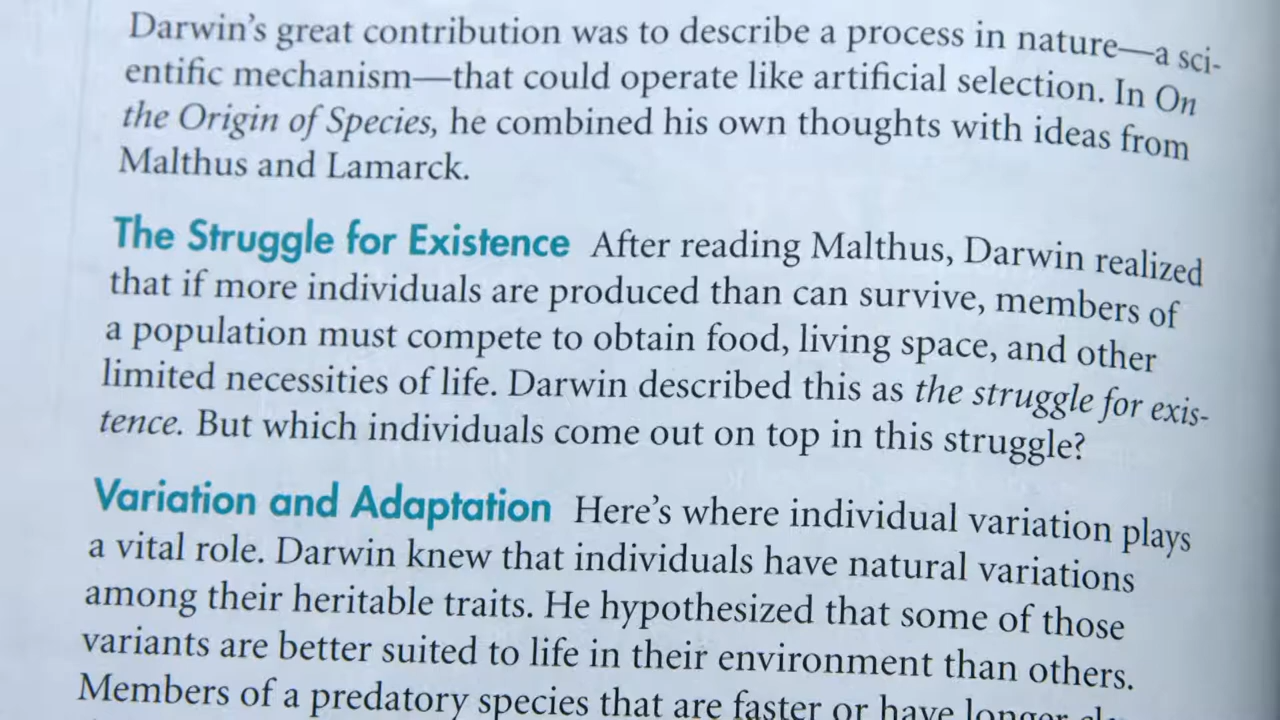 Darwin's great contribution was to describe a process in nature—a sci-
entific mechanism—that could operate like artificial selection. In On
the Origin of Species, he combined his own thoughts with ideas from
Malthus and Lamarck.
The Struggle for Existence After reading Malthus, Darwin realized
that if more individuals are produced than can survive, members of
a population must compete to obtain food, living space, and other
limited necessities of life. Darwin described this as the struggle for exis-
tence. But which individuals come out on top in this struggle?
Variation and Adaptation Here's where individual variation plays
a vital role. Darwin knew that individuals have natural variations
among their heritable traits. He hypothesized that some of those
variants are better suited to life in their environment than others.
Members of a predatory species that are faster or have longer